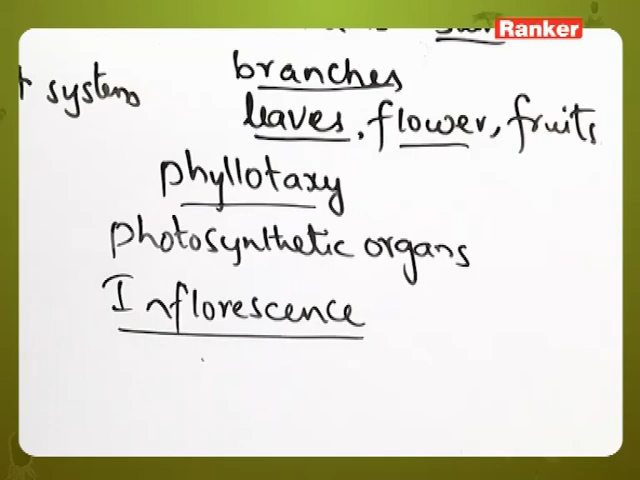 Ranker
branches
t system
leaves, flower, fruits
phyllotaxy
photosynthetic organs
Inflorescence